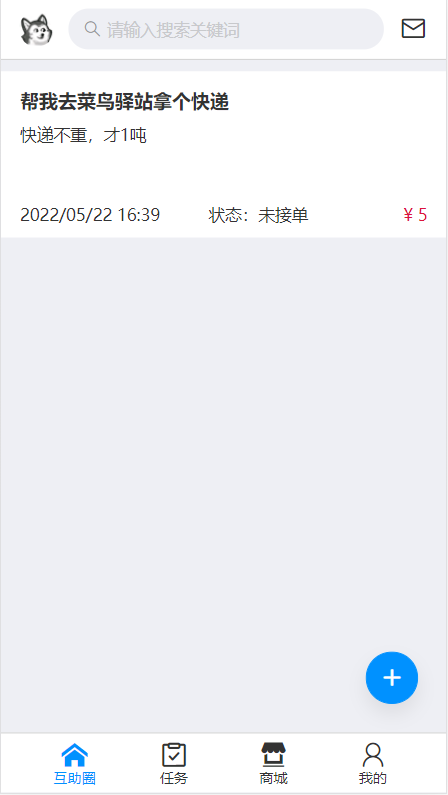 请输入搜索关键词
帮我去菜鸟驿站拿个快递
快递不重，才1吨
2022/05/22 16:39 状态：未接单 ¥ 5
互助圈 任务 商城 我的